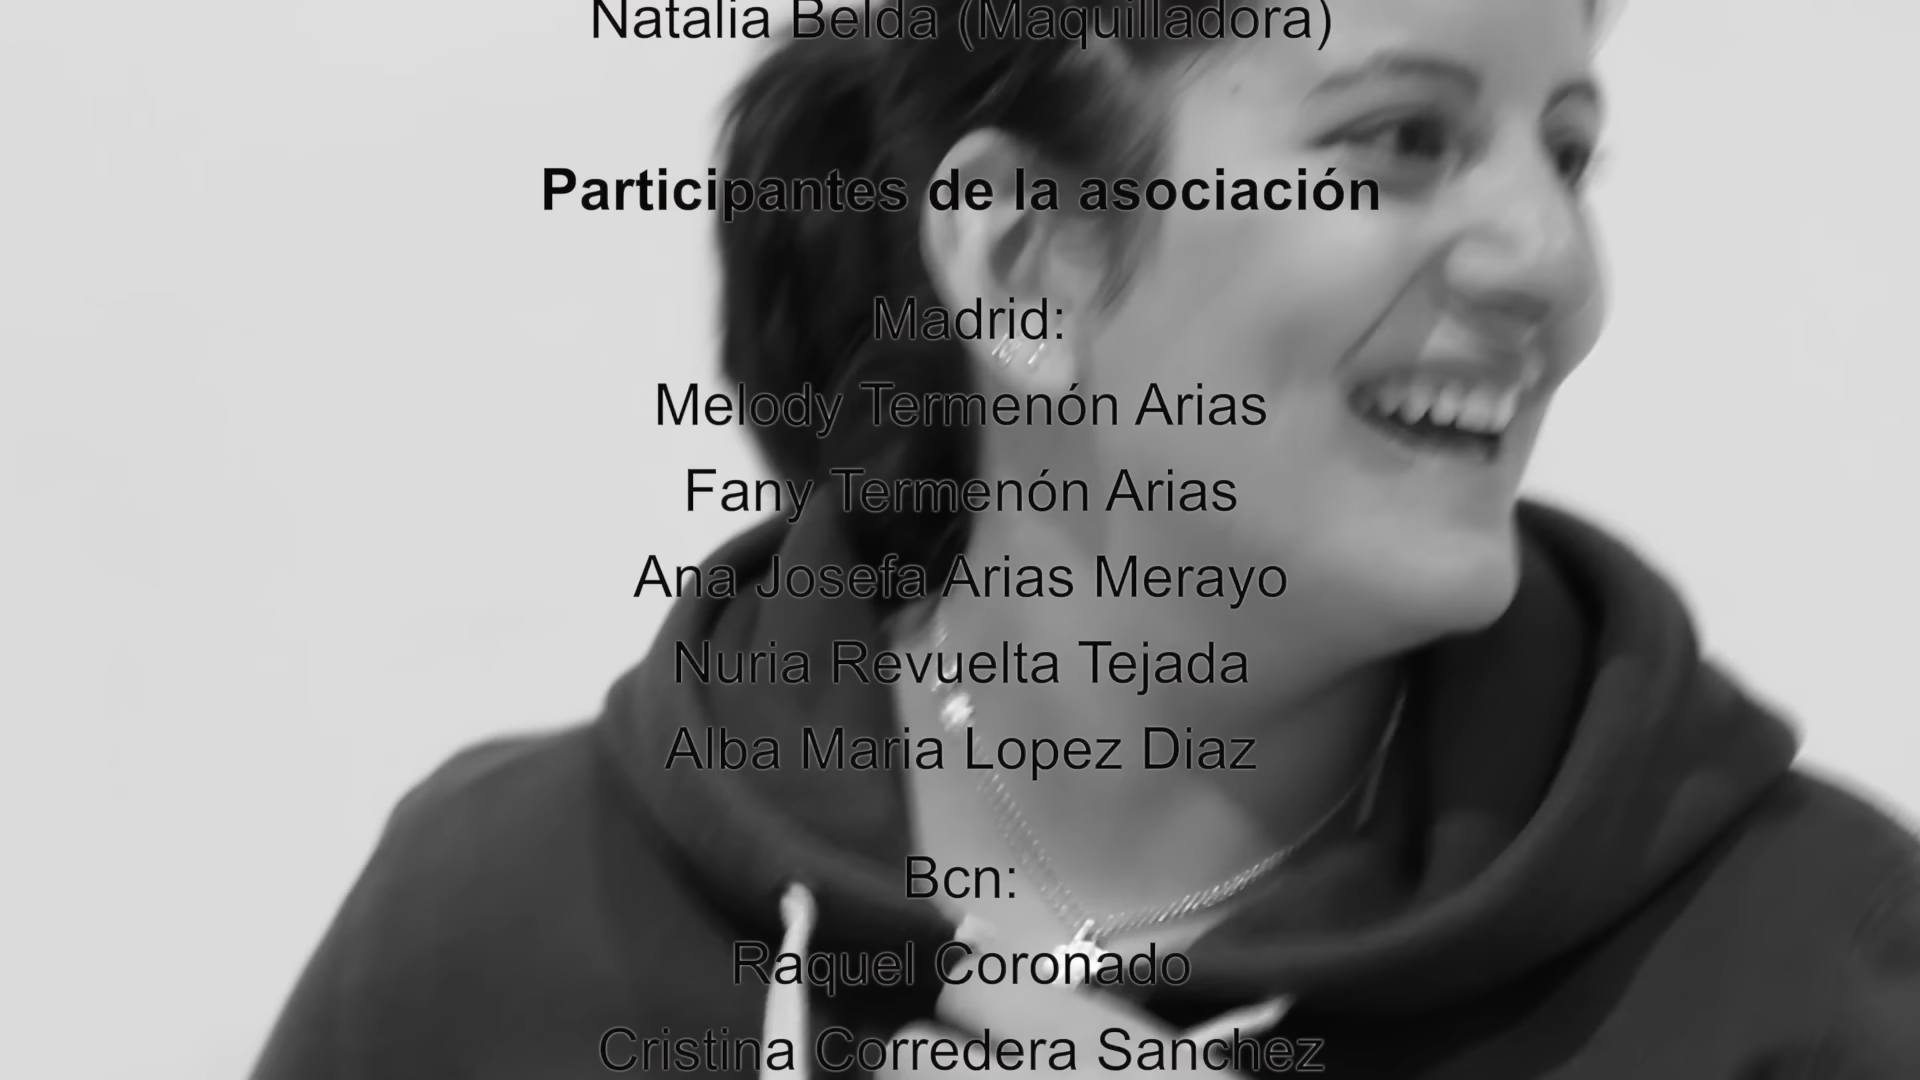 Natalia Belda (Maquilladora)
Participantes de la asociación
Madrid:
Melody Termenón Arias
Fany Termenón Arias
Ana Josefa Arias Merayo
Nuria Revuelta Tejada
Alba Maria Lopez Diaz
Bcn:
Raquel Coronado
Cristina Corredera Sanchez